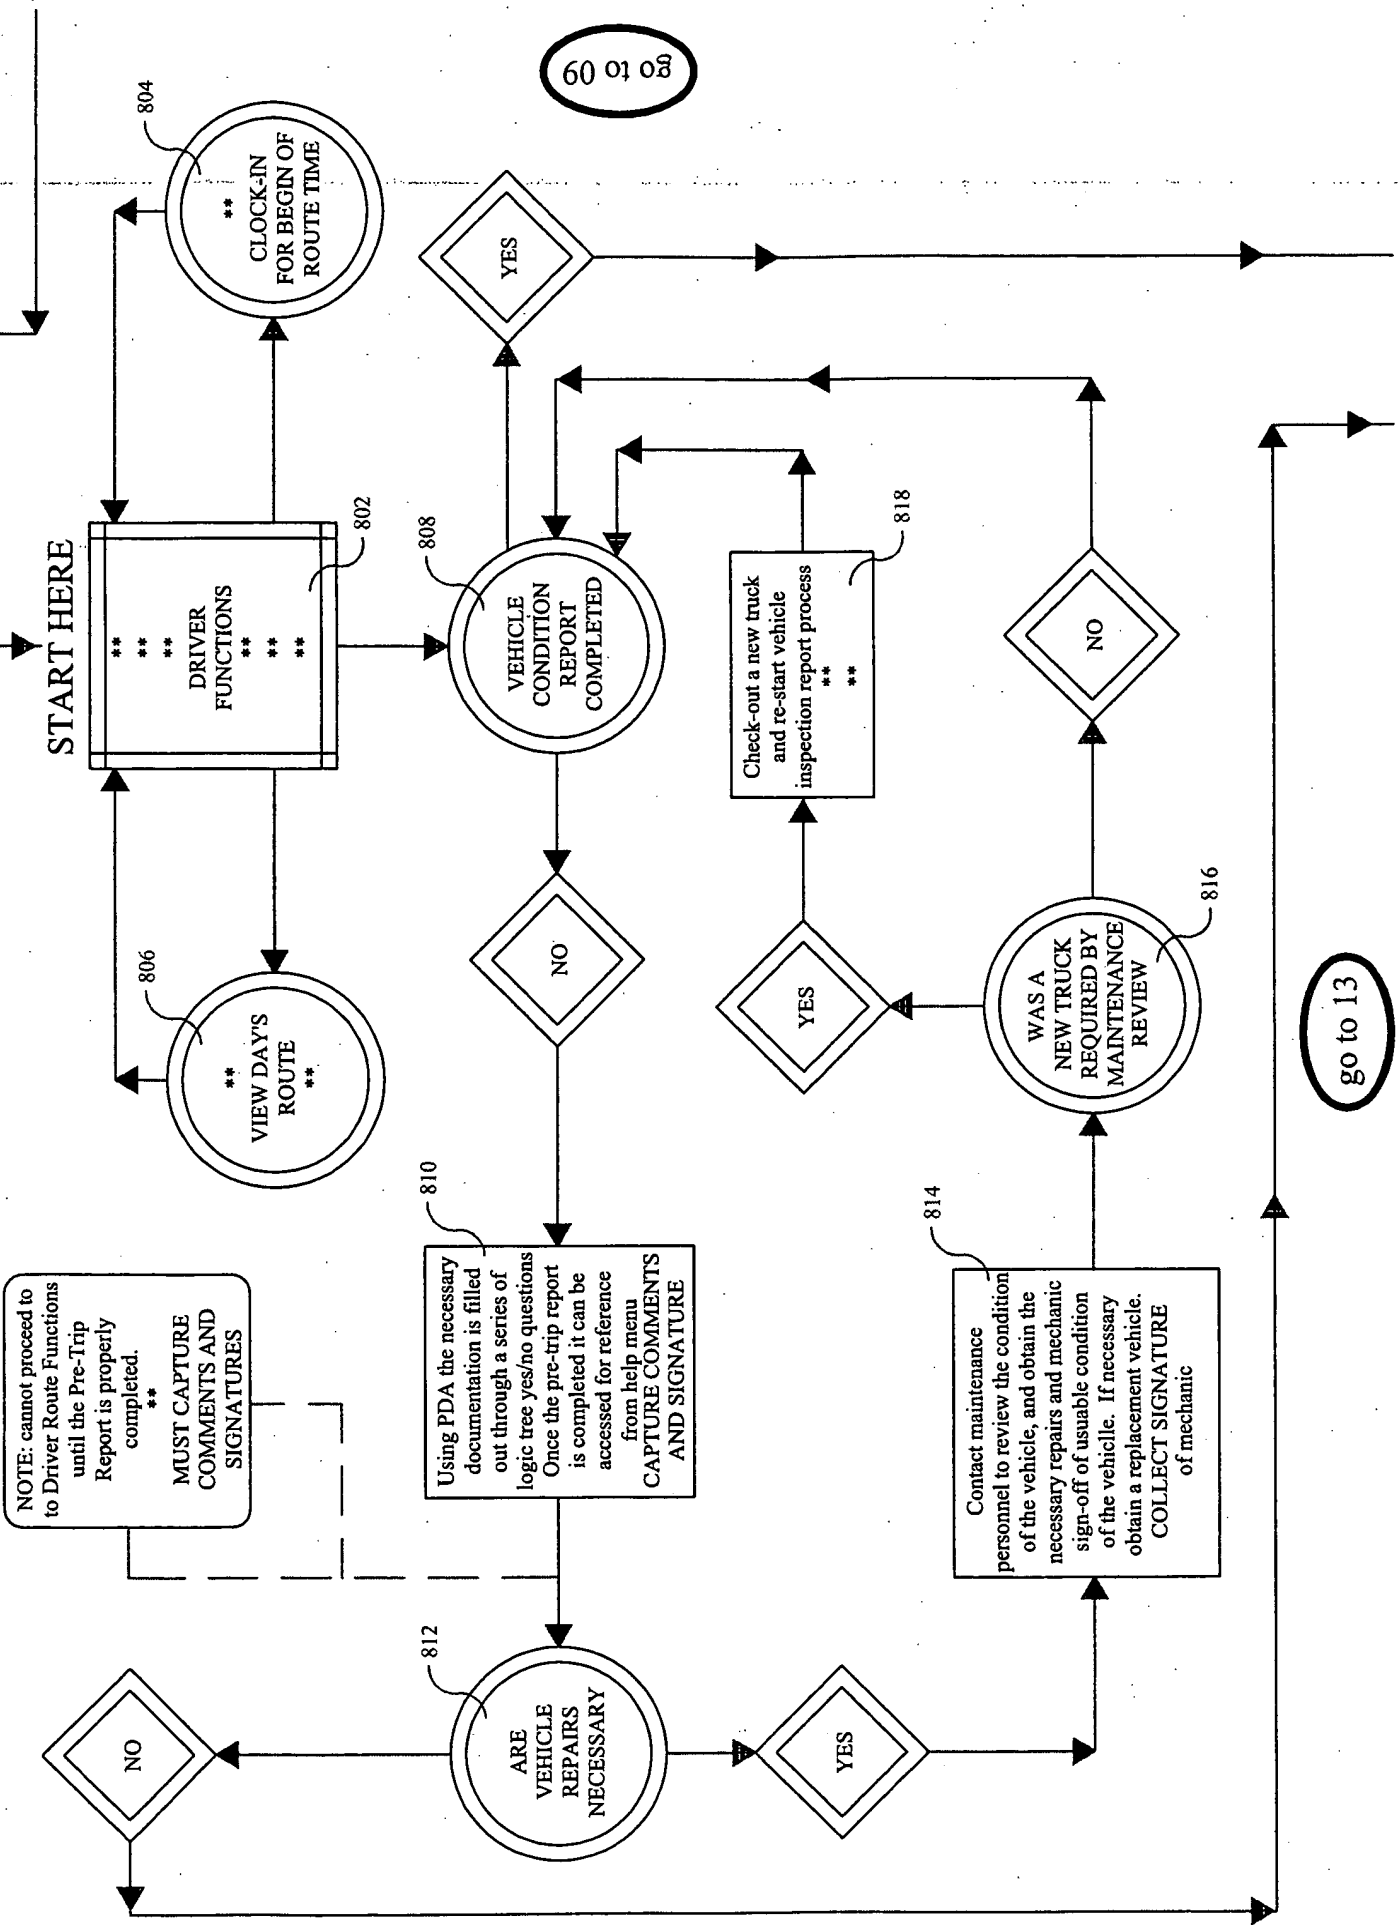 NOTE: cannot proceed to
to Driver Route Functions
until the Pre-Trip
Report is properly
completed.
**
MUST CAPTURE
COMMENTS AND
SIGNATURES
START HERE
**
**
**
DRIVER
FUNCTIONS
**
**
**
802
804
**
CLOCK-IN
FOR BEGIN OF
ROUTE TIME
806
**
VIEW DAY'S
ROUTE
**
808
VEHICLE
CONDITION
REPORT
COMPLETED
YES
NO
810
Using PDA the necessary
documentation is filled
out through a series of
logic tree yes/no questions
Once the pre-trip report
is completed it can be
accessed for reference
from help menu
CAPTURE COMMENTS
AND SIGNATURE
812
ARE
VEHICLE
REPAIRS
NECESSARY
NO
YES
814
Contact maintenance
personnel to review the condition
of the vehicle, and obtain the
necessary repairs and mechanic
sign-off of usuable condition
of the vehiclle. If necessary
obtain a replacement vehicle.
COLLECT SIGNATURE
of mechanic
816
WAS A
NEW TRUCK
REQUIRED BY
MAINTENANCE
REVIEW
YES
NO
818
Check-out a new truck
and re-start vehicle
inspection report process
**
**
go to 09
go to 13